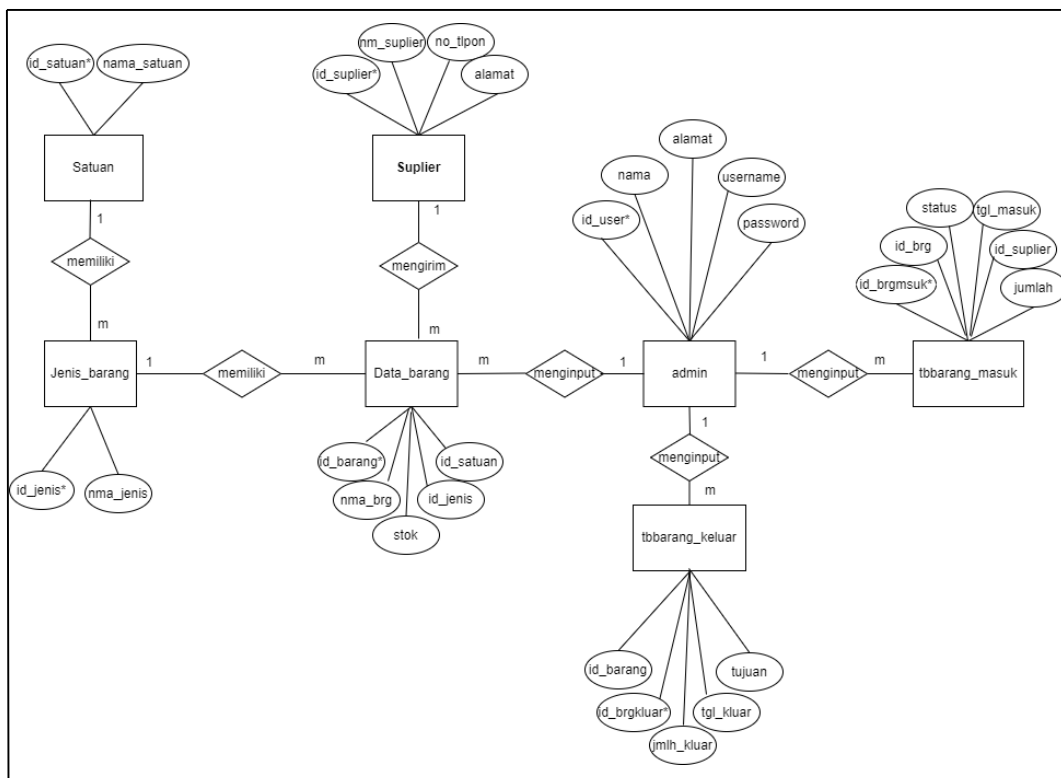 nm_suplier
no_tlpon
id_satuan*
nama_satuan
id_suplier*
alamat
Satuan
Suplier
alamat
nama
username
id_user*
password
status
tgl_masuk
id_brg
id_suplier
id_brgmsuk*
jumlah
1
1
memiliki
mengirim
m
m
Jenis_barang
1
memiliki
m
Data_barang
m
menginput
1
admin
1
menginput
m
tbbarang_masuk
1
menginput
m
id_jenis*
nma_jenis
id_barang*
id_satuan
nma_brg
id_jenis
stok
tbbarang_keluar
id_barang
tujuan
id_brgkluar*
tgl_kluar
jmlh_kluar